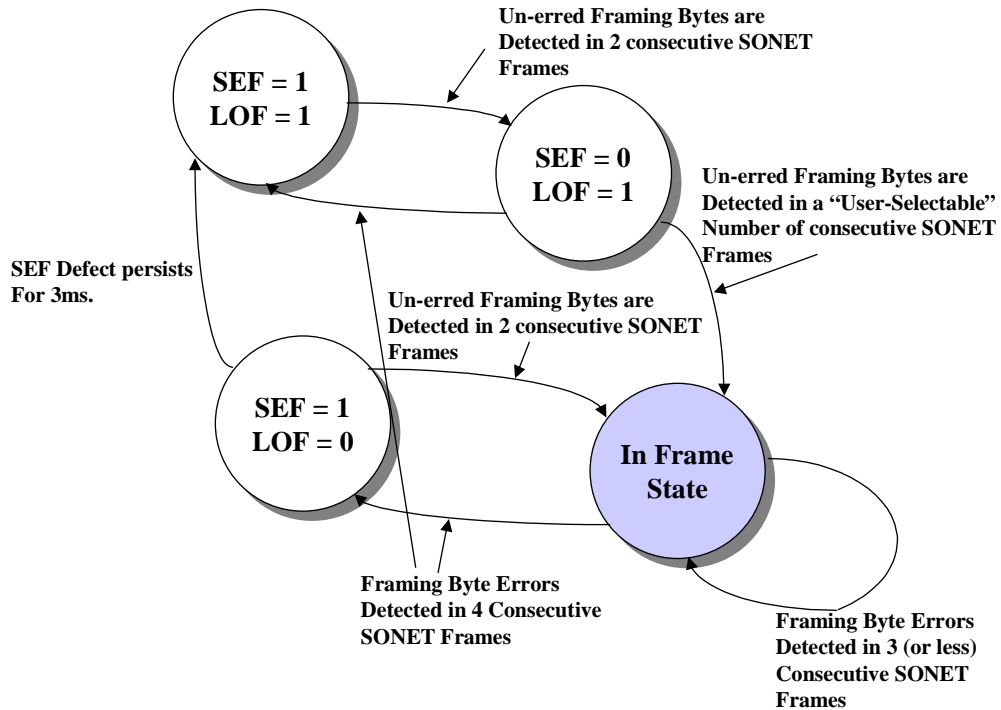 Un-erred Framing Bytes are
Detected in 2 consecutive SONET
Frames
SEF = 1
LOF = 1
SEF = 0
LOF = 1
Un-erred Framing Bytes are
Detected in a “User-Selectable”
Number of consecutive SONET
Frames
SEF Defect persists
For 3ms.
Un-erred Framing Bytes are
Detected in 2 consecutive SONET
Frames
SEF = 1
LOF = 0
In Frame
State
Framing Byte Errors
Detected in 4 Consecutive
SONET Frames
Framing Byte Errors
Detected in 3 (or less)
Consecutive SONET
Frames